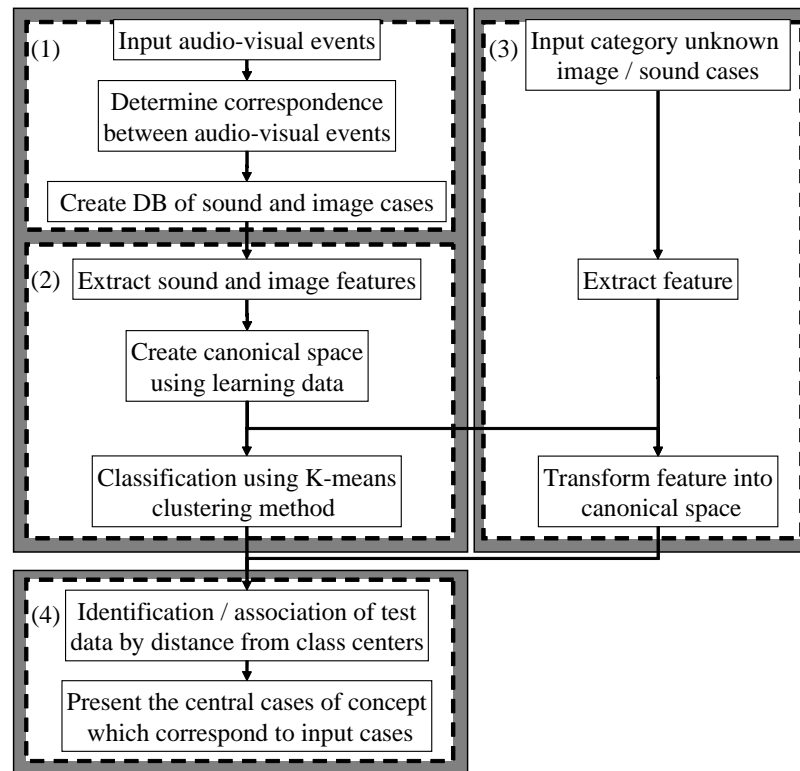 (1)
Input audio-visual events
Determine correspondence
between audio-visual events
Create DB of sound and image cases
(2)
Extract sound and image features
Create canonical space
using learning data
Classification using K-means
clustering method
(3)
Input category unknown
image / sound cases
Extract feature
Transform feature into
canonical space
(4)
Identification / association of test
data by distance from class centers
Present the central cases of concept
which correspond to input cases